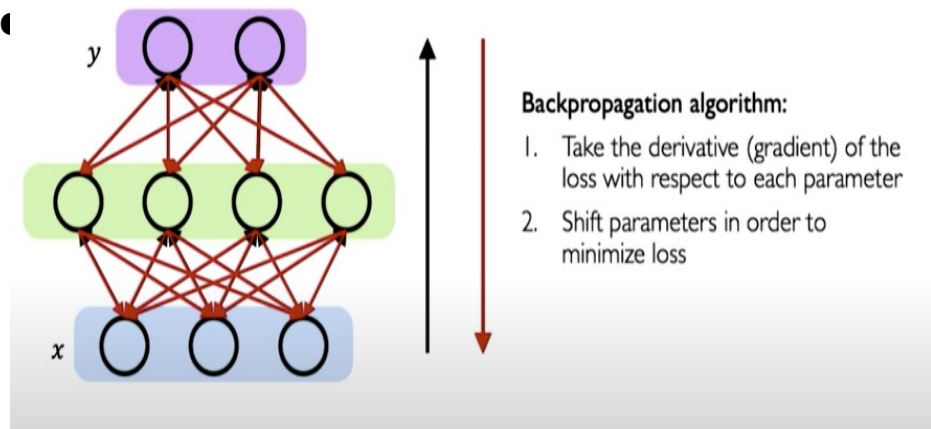 y
x
Backpropagation algorithm:
1. Take the derivative (gradient) of the
loss with respect to each parameter
2. Shift parameters in order to
minimize loss